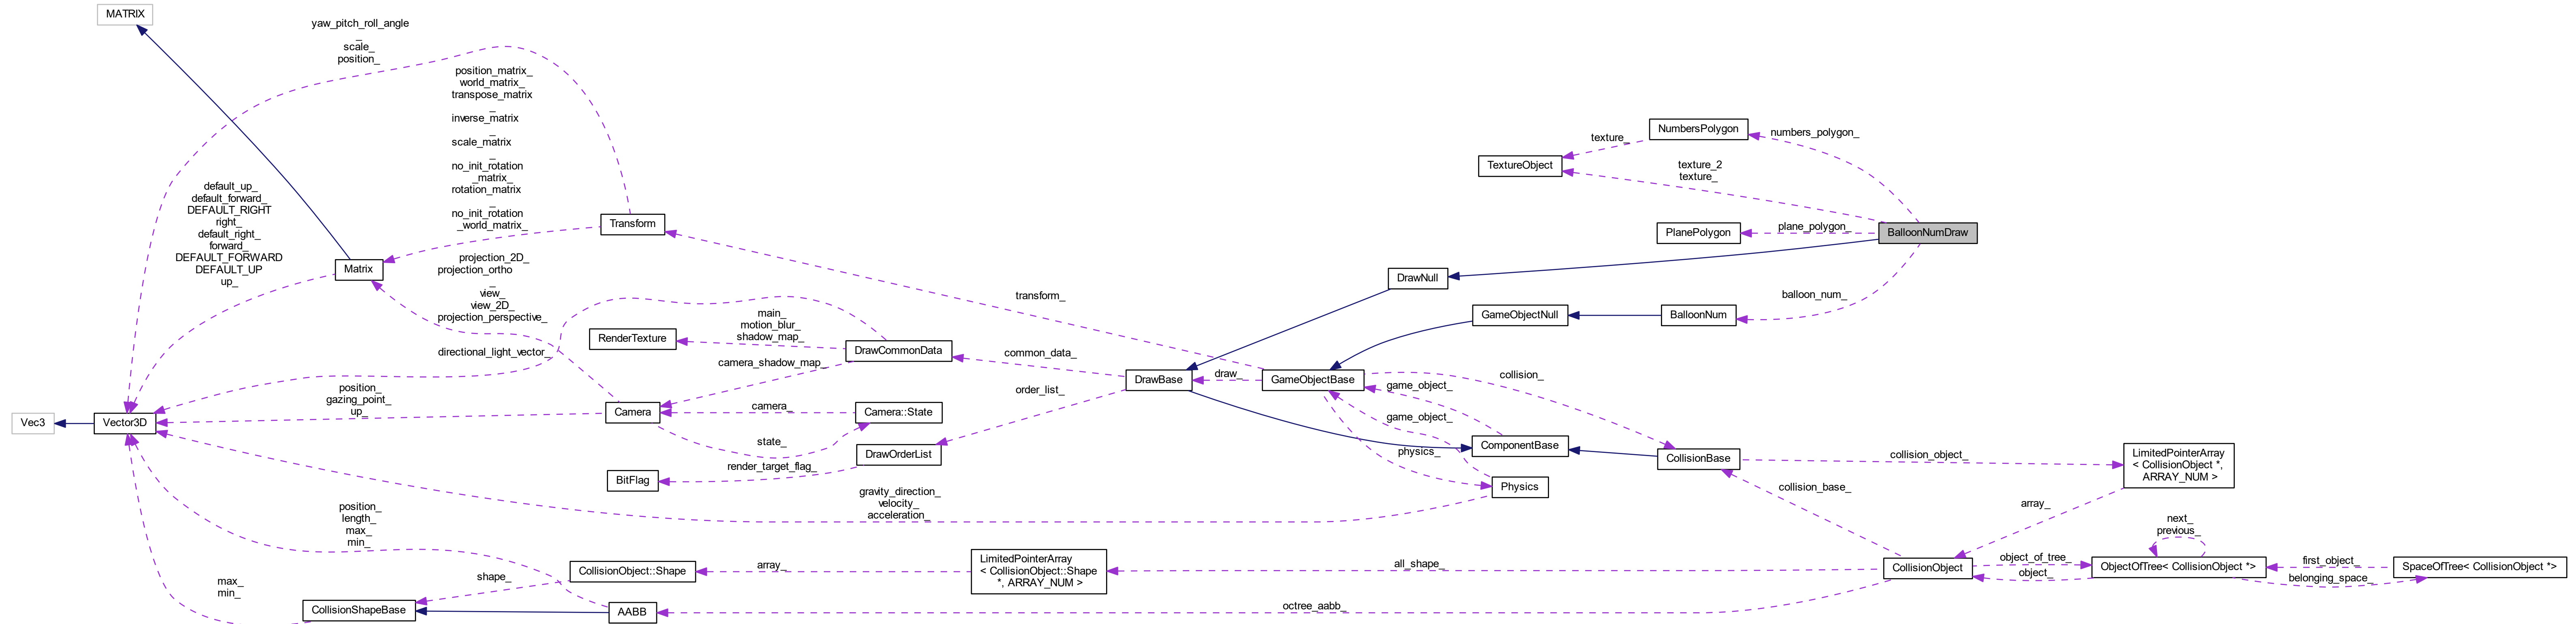 MATRIX
yaw_pitch_roll_angle
_
scale_
position_
position_matrix_
world_matrix_
transpose_matrix
_
inverse_matrix
_
scale_matrix
_
no_init_rotation
_matrix_
rotation_matrix
_
no_init_rotation
_world_matrix_
default_up_
default_forward_
DEFAULT_RIGHT
right_
default_right_
forward_
DEFAULT_FORWARD
DEFAULT_UP
up_
Transform
Matrix
projection_2D_
projection_ortho
_
view_
view_2D_
projection_perspective_
directional_light_vector_
position_
gazing_point_
up_
Vec3
Vector3D
RenderTexture
main_
motion_blur_
shadow_map_
DrawCommonData
camera_shadow_map_
Camera
camera_
Camera::State
state_
DrawOrderList
render_target_flag_
BitFlag
common_data_
order_list_
DrawBase
draw_
GameObjectBase
transform_
gravity_direction_
velocity_
acceleration_
position_
length_
max_
min_
max_
min_
CollisionShapeBase
shape_
CollisionObject::Shape
array_
LimitedPointerArray
< CollisionObject::Shape
*, ARRAY_NUM >
AABB
all_shape_
octree_aabb_
NumbersPolygon
numbers_polygon_
texture_
TextureObject
texture_2
texture_
PlanePolygon
plane_polygon_
BalloonNumDraw
DrawNull
balloon_num_
GameObjectNull
BalloonNum
collision_
game_object_
game_object_
ComponentBase
physics_
Physics
CollisionBase
collision_object_
LimitedPointerArray
< CollisionObject *,
ARRAY_NUM >
collision_base_
array_
CollisionObject
object_of_tree_
object_
next_
previous_
ObjectOfTree< CollisionObject *>
first_object_
belonging_space_
SpaceOfTree< CollisionObject *>